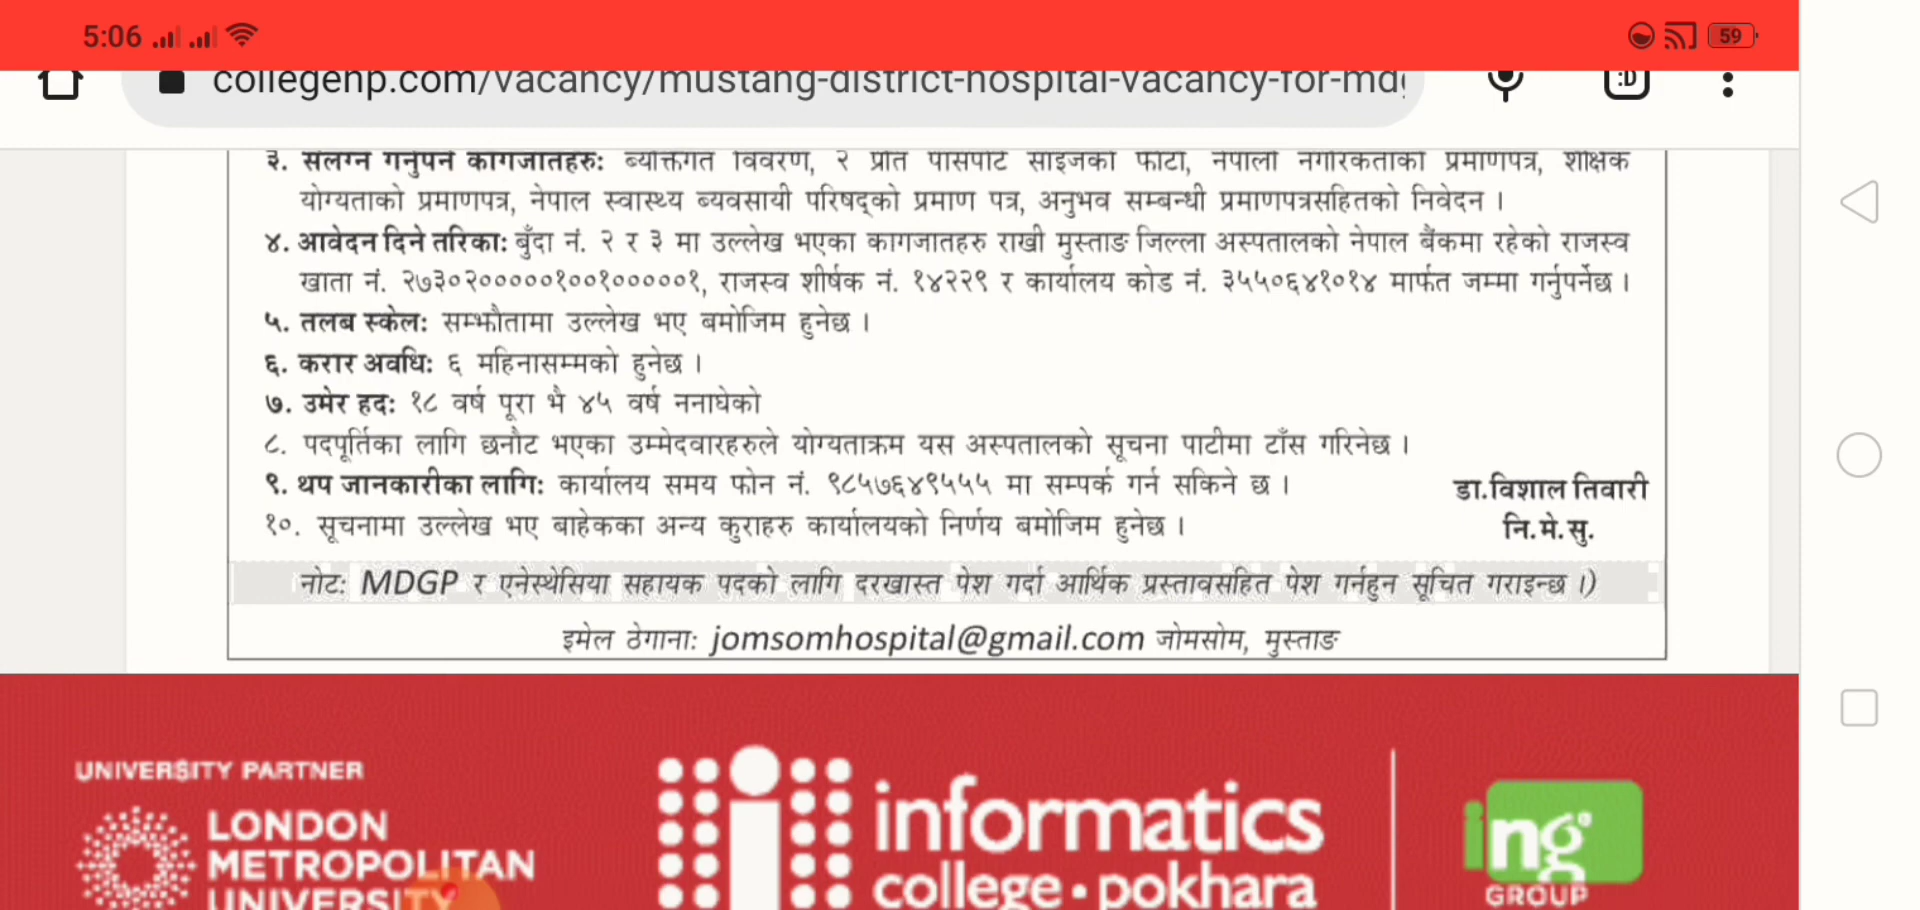 5:06
59
collegenp.com/vacancy/mustang-district-hospital-vacancy-for-mdg
:D
३. संलग्न गर्नुपर्ने कागजातहरु: ब्यक्तिगत विवरण, २ प्रति पासपोर्ट साइजको फोटो, नेपाली नागरिकताको प्रमाणपत्र, शैक्षिक
योग्यताको प्रमाणपत्र, नेपाल स्वास्थ्य ब्यवसायी परिषद्को प्रमाण पत्र, अनुभव सम्बन्धी प्रमाणपत्रसहितको निवेदन ।
४. आवेदन दिने तरिका: बुँदा नं. २ र ३ मा उल्लेख भएका कागजातहरु राखी मुस्ताङ जिल्ला अस्पतालको नेपाल बैंकमा रहेको राजस्व
खाता नं. २७३०२०००००१००१०००००१, राजस्व शीर्षक नं. १४२२९ र कार्यालय कोड नं. ३५५०६४१०१४ मार्फत जम्मा गर्नुपर्नेछ ।
५. तलब स्केल: सम्झौतामा उल्लेख भए बमोजिम हुनेछ ।
६. करार अवधि: ६ महिनासम्मको हुनेछ ।
७. उमेर हद: १८ वर्ष पूरा भै ४५ वर्ष ननाघेको
८. पदपूर्तिका लागि छनौट भएका उम्मेदवारहरुले योग्यताक्रम यस अस्पतालको सूचना पाटीमा टाँस गरिनेछ ।
९. थप जानकारीका लागि: कार्यालय समय फोन नं. ९८५७६४९५५५ मा सम्पर्क गर्न सकिने छ ।
डा.विशाल तिवारी
१०. सूचनामा उल्लेख भए बाहेकका अन्य कुराहरु कार्यालयको निर्णय बमोजिम हुनेछ ।
नि.मे.सु.
नोट: MDGP र एनेस्थेसिया सहायक पदको लागि दरखास्त पेश गर्दा आर्थिक प्रस्तावसहित पेश गर्नहुन सूचित गराइन्छ ।)
इमेल ठेगाना: jomsomhospital@gmail.com जोमसोम, मुस्ताङ
UNIVERSITY PARTNER
LONDON
METROPOLITAN
UNIVERSITY
informatics
college • pokhara
ing
GROUP